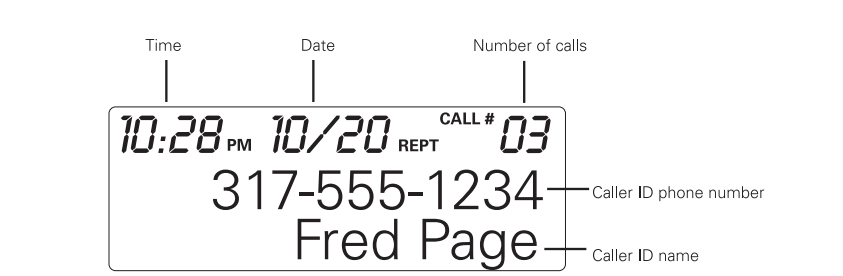 Time Date Number of calls
10:28 PM 10/20 REPT CALL # 03
317-555-1234 Caller ID phone number
Fred Page Caller ID name